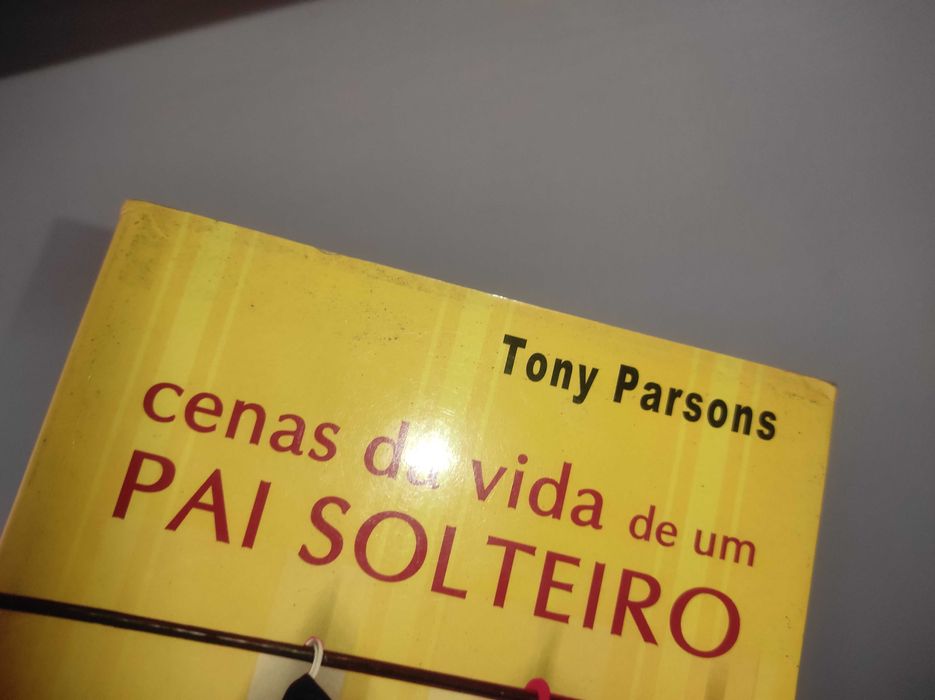 Tony Parsons
cenas da vida de um
PAI SOLTEIRO